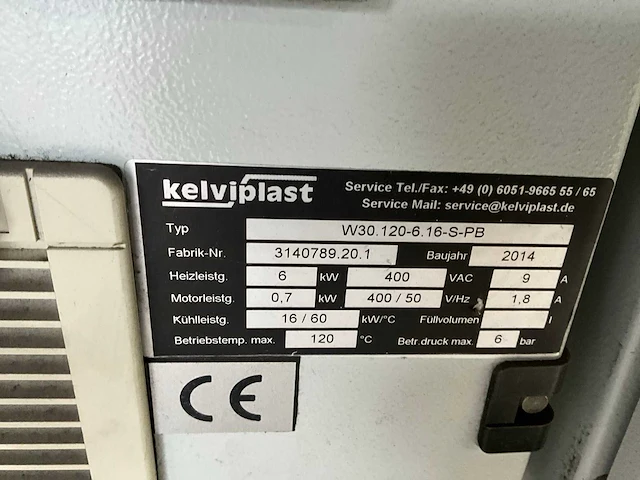 kelviplast
Service Tel./Fax: +49 (0) 6051-9665 55 / 65
Service Mail: service@kelviplast.de
Typ W30.120-6.16-S-PB
Fabrik-Nr. 3140789.20.1 Baujahr 2014
Heizleistg. 6 kW 400 VAC 9 A
Motorleistg. 0,7 kW 400 / 50 V/Hz 1,8 A
Kühlleistg. 16 / 60 kW/°C Füllvolumen l
Betriebstemp. max. 120 °C Betr.druck max. 6 bar
CE